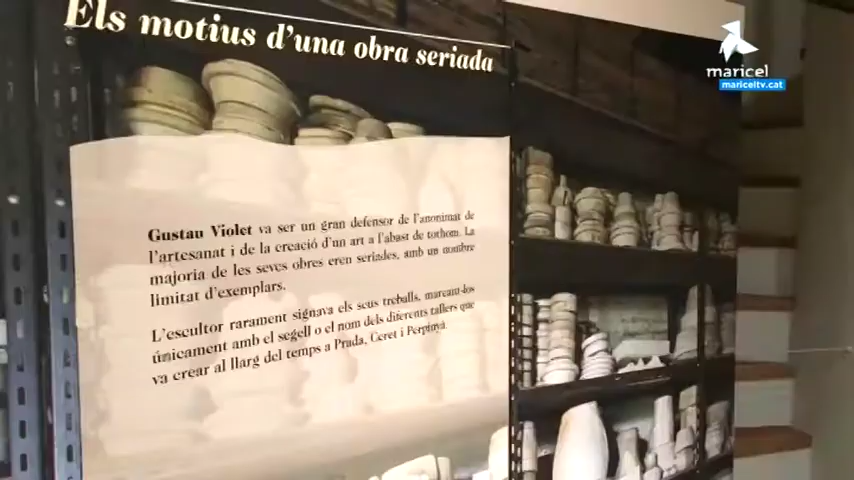 Els motius d'una obra seriada
maricel
mariceltv.cat
Gustau Violet va ser un gran defensor de l'anonimat de
l'artesanat i de la creació d'un art a l'abast de tothom. La
majoria de les seves obres eren seriades, amb un nombre
limitat d'exemplars.
L'escultor rarament signava els seus treballs, marcant-los
únicament amb el segell o el nom dels diferents tallers que
va crear al llarg del temps a Prada, Ceret i Perpinyà.